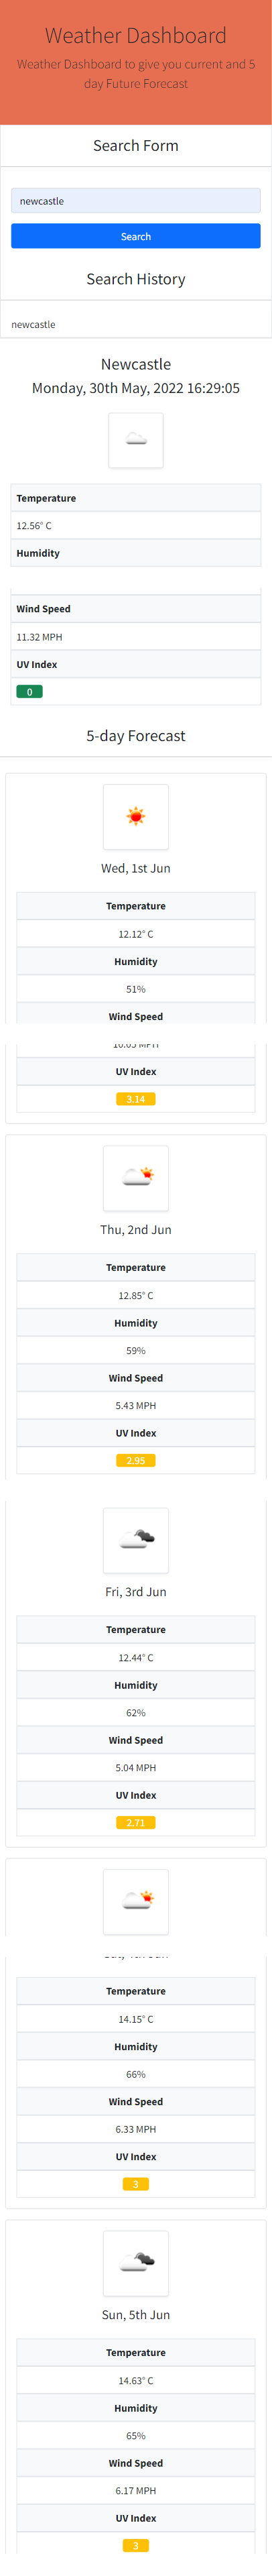 Weather Dashboard
Weather Dashboard to give you current and 5
day Future Forecast
Search Form
newcastle
Search
Search History
newcastle
Newcastle
Monday, 30th May, 2022 16:29:05
Temperature
12.56° C
Humidity
Wind Speed
11.32 MPH
UV Index
0
5-day Forecast
Wed, 1st Jun
Temperature
12.12° C
Humidity
51%
Wind Speed
MPH
UV Index
3.14
Thu, 2nd Jun
Temperature
12.85° C
Humidity
59%
Wind Speed
5.43 MPH
UV Index
2.95
Fri, 3rd Jun
Temperature
12.44° C
Humidity
62%
Wind Speed
5.04 MPH
UV Index
2.71
Temperature
14.15° C
Humidity
66%
Wind Speed
6.33 MPH
UV Index
3
Sun, 5th Jun
Temperature
14.63° C
Humidity
65%
Wind Speed
6.17 MPH
UV Index
3